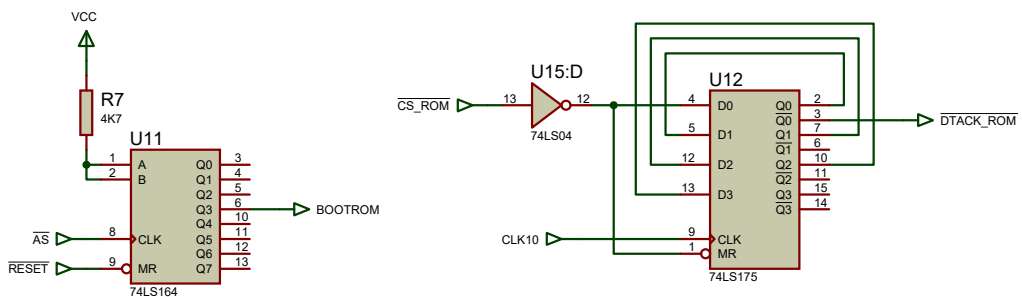 VCC
R7
4K7
U11
1 A Q0 3
2 B Q1 4
Q2 5
Q3 6 BOOTROM
Q4 10
AS 8 CLK Q5 11
Q6 12
RESET 9 MR Q7 13
74LS164
U15:D
CS_ROM 13 12
74LS04
U12
4 D0 Q0 2
Q0 3 DTACK_ROM
5 D1 Q1 7
Q1 6
12 D2 Q2 10
Q2 11
13 D3 Q3 15
Q3 14
CLK10 9 CLK
1 MR
74LS175